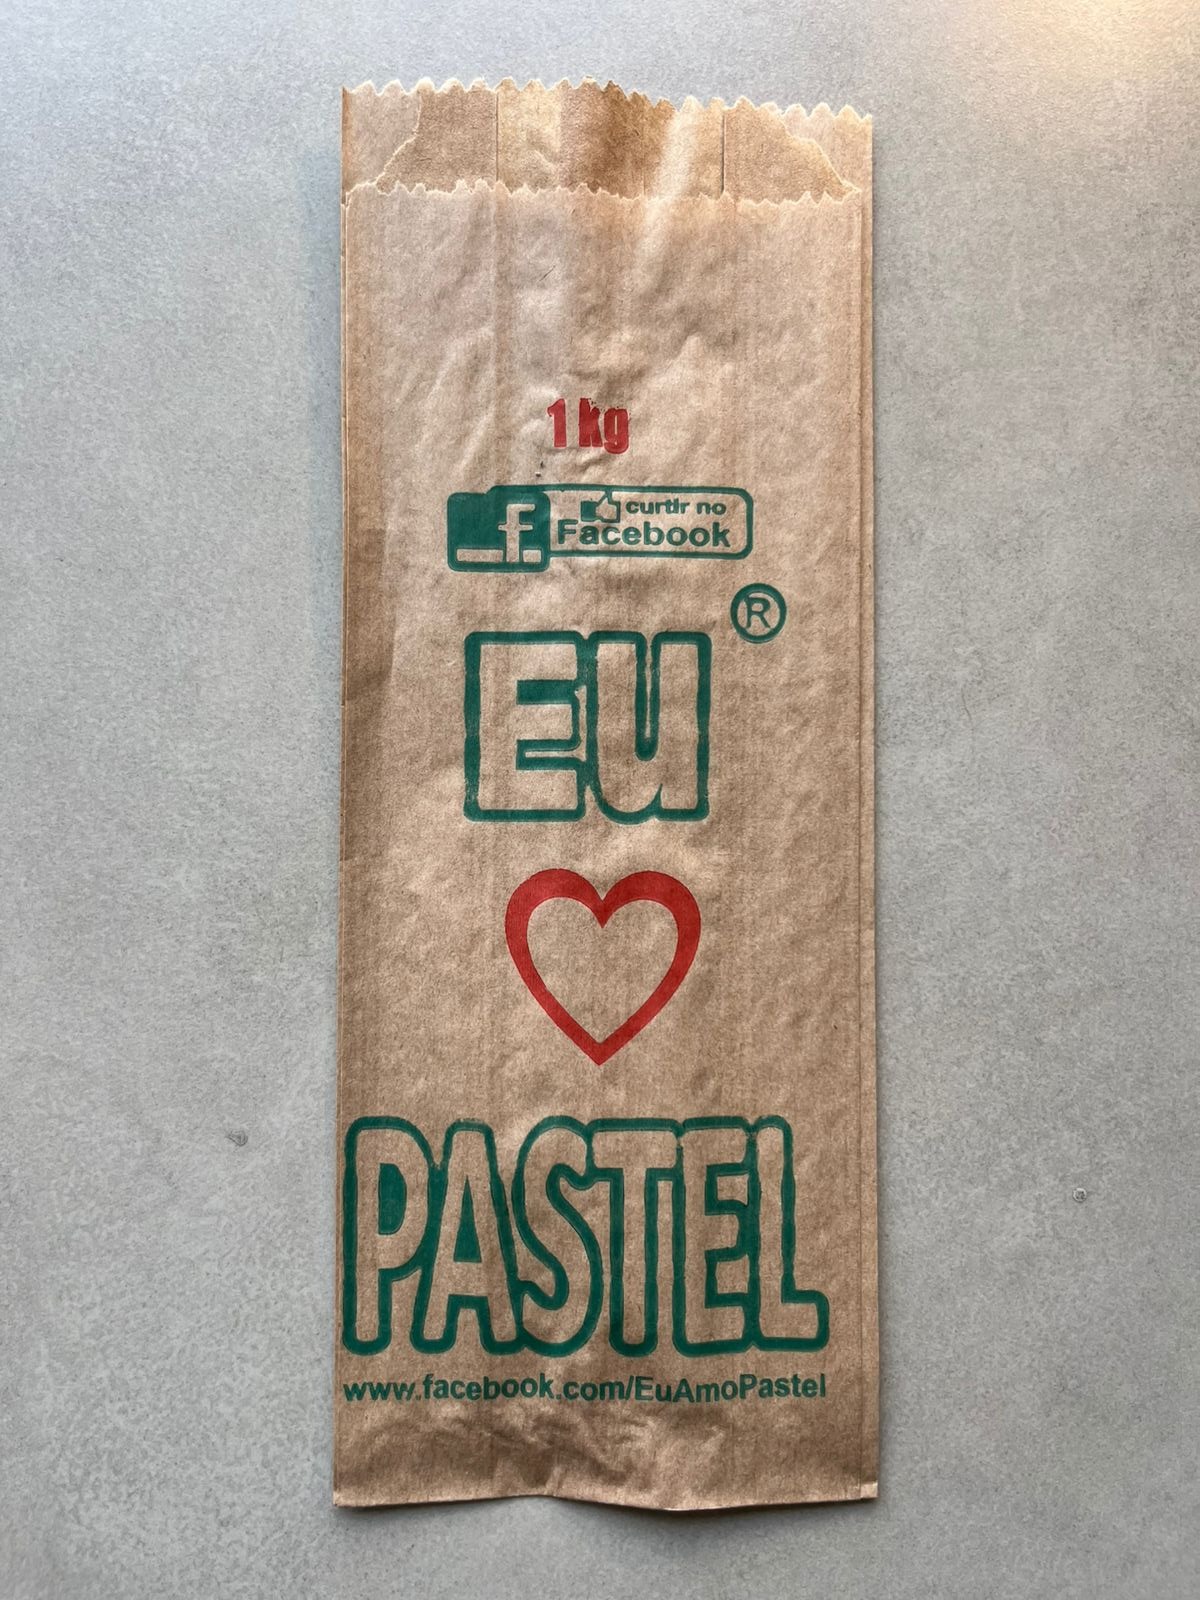 1 kg
f curtir no
Facebook
®
EU
PASTEL
www.facebook.com/EuAmoPastel